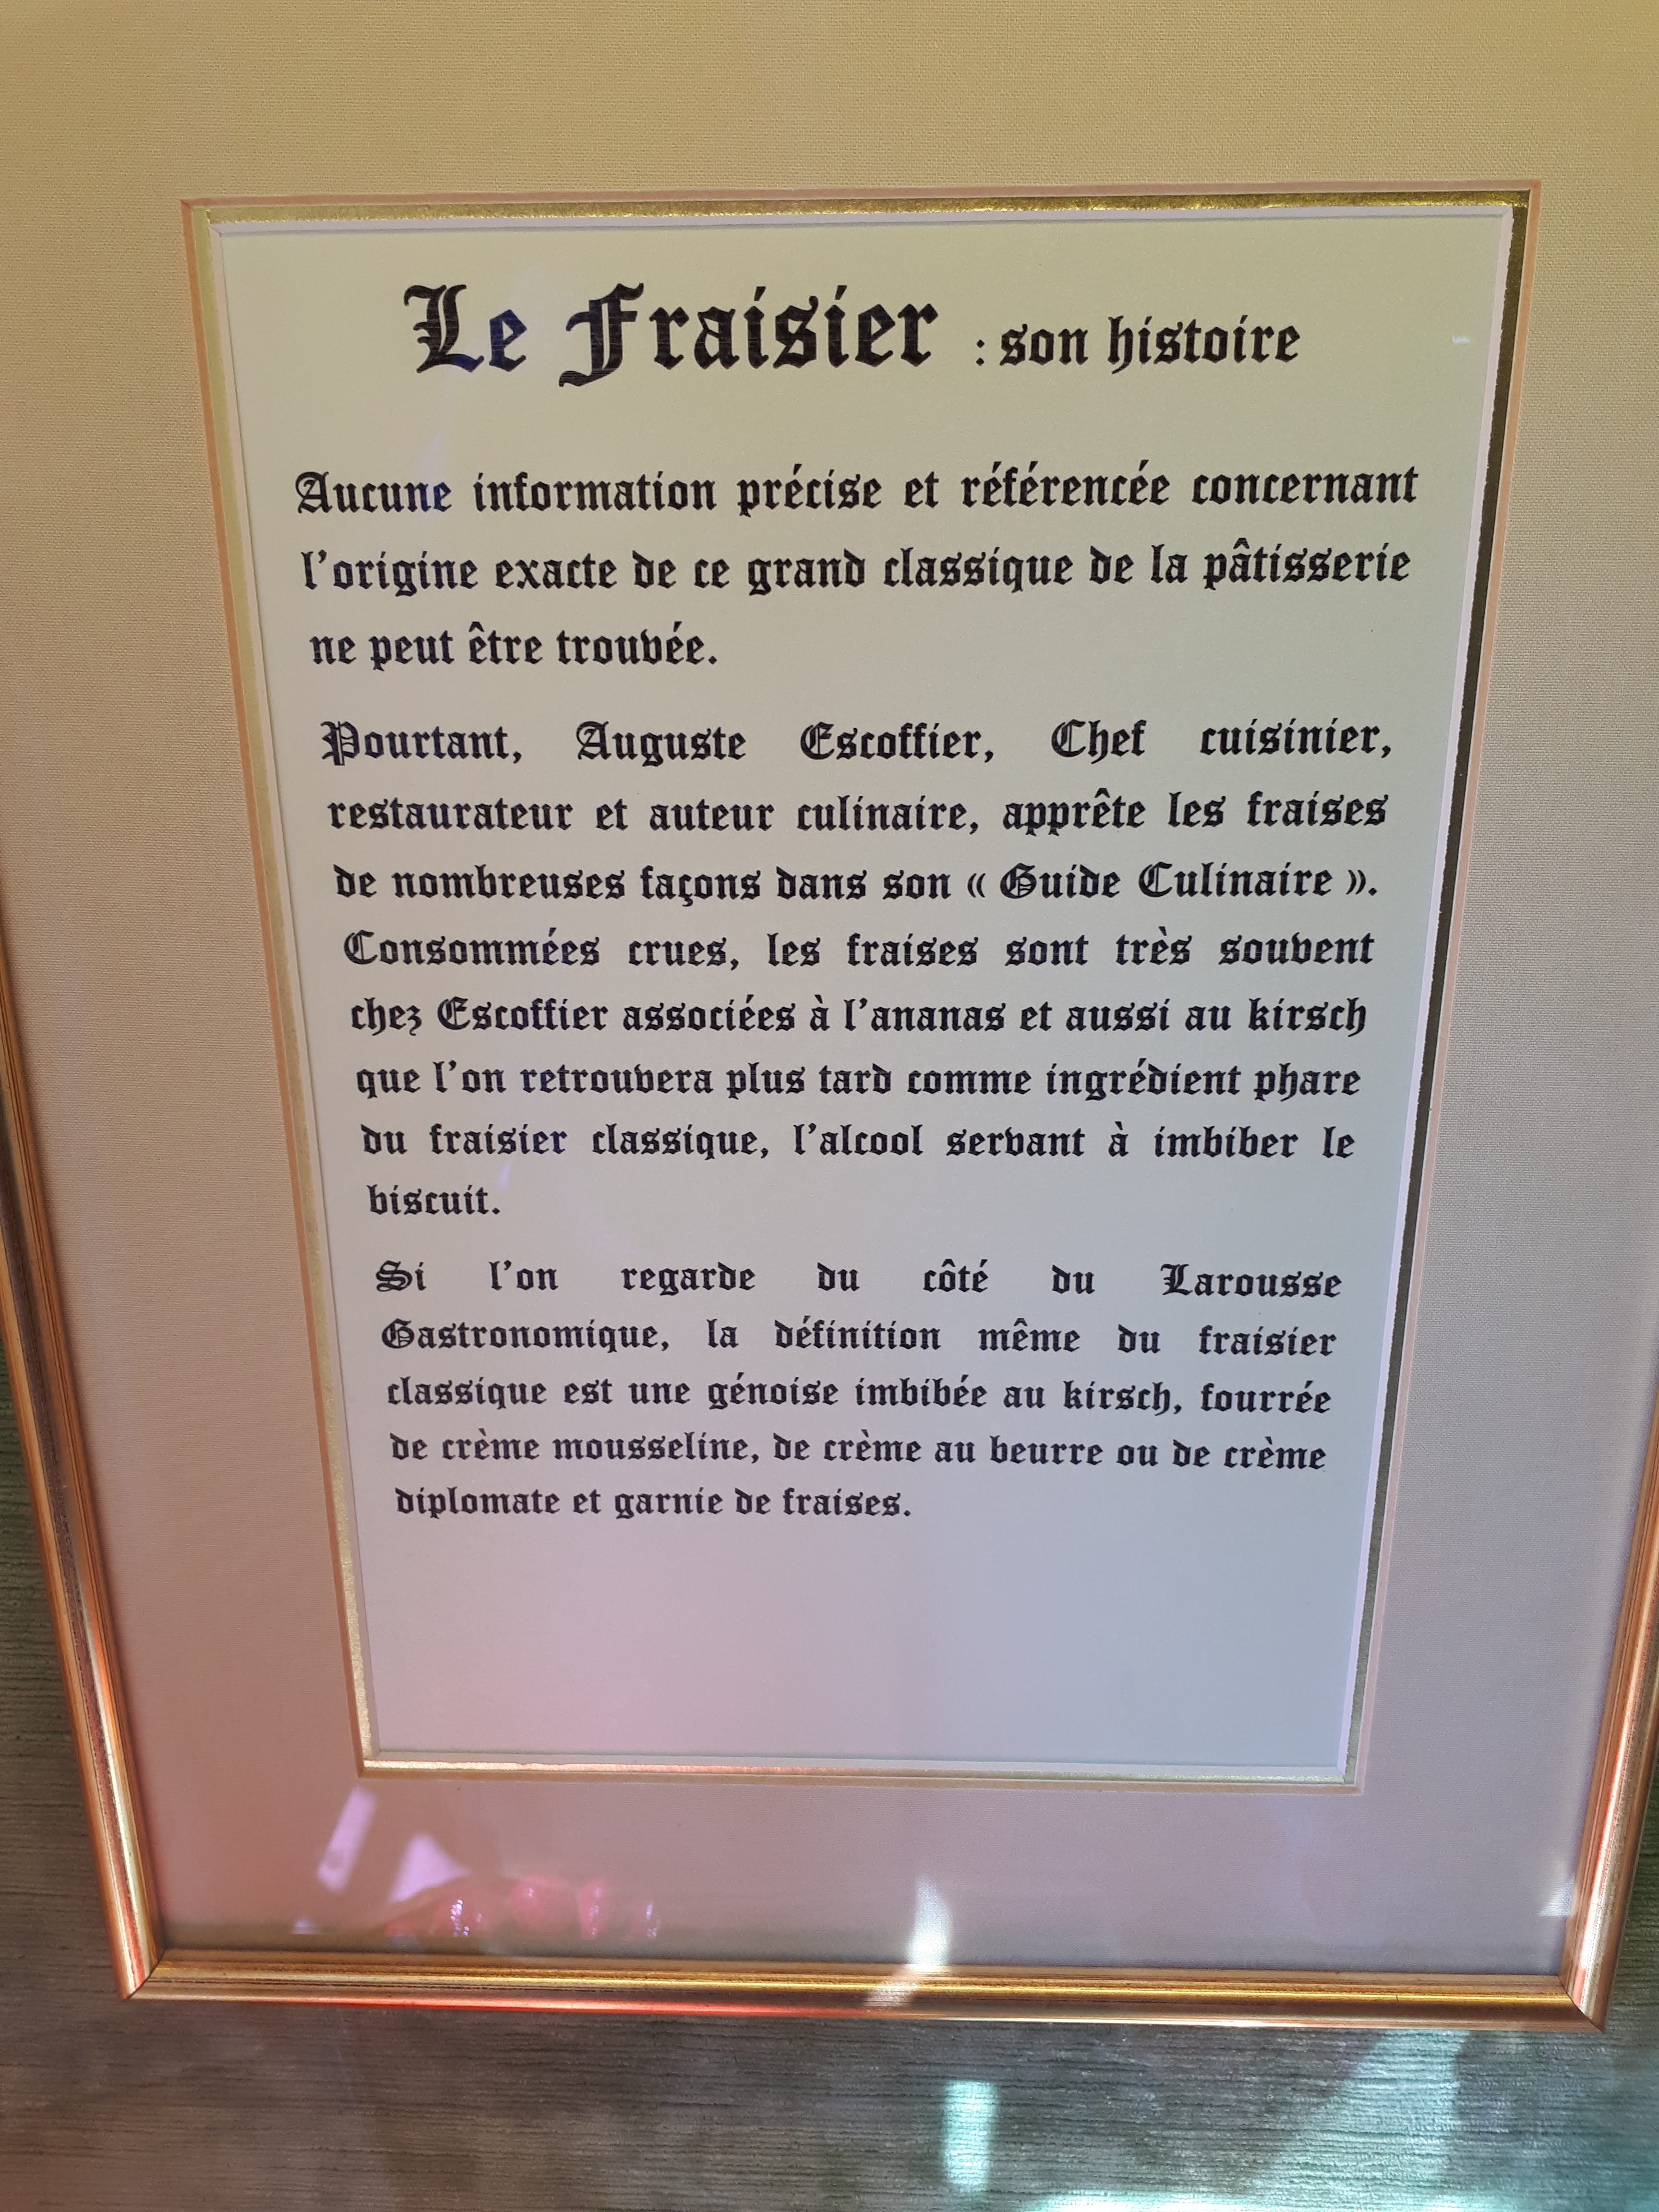 Le Fraisier : son histoire
Aucune information précise et référencée concernant
l'origine exacte de ce grand classique de la pâtisserie
ne peut être trouvée.
Pourtant, Auguste Escoffier, Chef cuisinier,
restaurateur et auteur culinaire, apprête les fraises
de nombreuses façons dans son « Guide Culinaire ».
Consommées crues, les fraises sont très souvent
chez Escoffier associées à l'ananas et aussi au kirsch
que l'on retrouvera plus tard comme ingrédient phare
du fraisier classique, l'alcool servant à imbiber le
biscuit.
Si l'on regarde du côté du Larousse
Gastronomique, la définition même du fraisier
classique est une génoise imbibée au kirsch, fourrée
de crème mousseline, de crème au beurre ou de crème
diplomate et garnie de fraises.